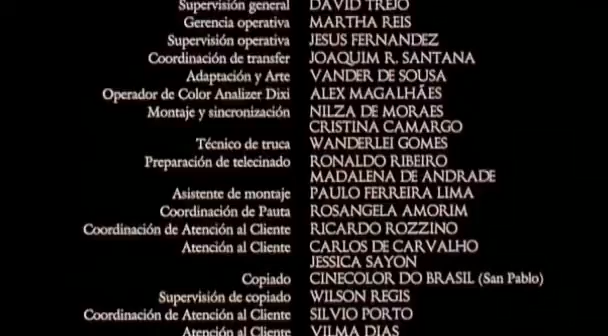 Supervisión general DAVID TREJO
Gerencia operativa MARTHA REIS
Supervisión operativa JESUS FERNANDEZ
Coordinación de transfer JOAQUIM R. SANTANA
Adaptación y Arte VANDER DE SOUSA
Operador de Color Analizer Dixi ALEX MAGALHÃES
Montaje y sincronización NILZA DE MORAES
CRISTINA CAMARGO
Técnico de truca WANDERLEI GOMES
Preparación de telecinado RONALDO RIBEIRO
MADALENA DE ANDRADE
Asistente de montaje PAULO FERREIRA LIMA
Coordinación de Pauta ROSANGELA AMORIM
Coordinación de Atención al Cliente RICARDO ROZZINO
Atención al Cliente CARLOS DE CARVALHO
JESSICA SAYON
Copiado CINECOLOR DO BRASIL (San Pablo)
Supervisión de copiado WILSON REGIS
Coordinación de Atención al Cliente SILVIO PORTO
Atención al Cliente VILMA DIAS